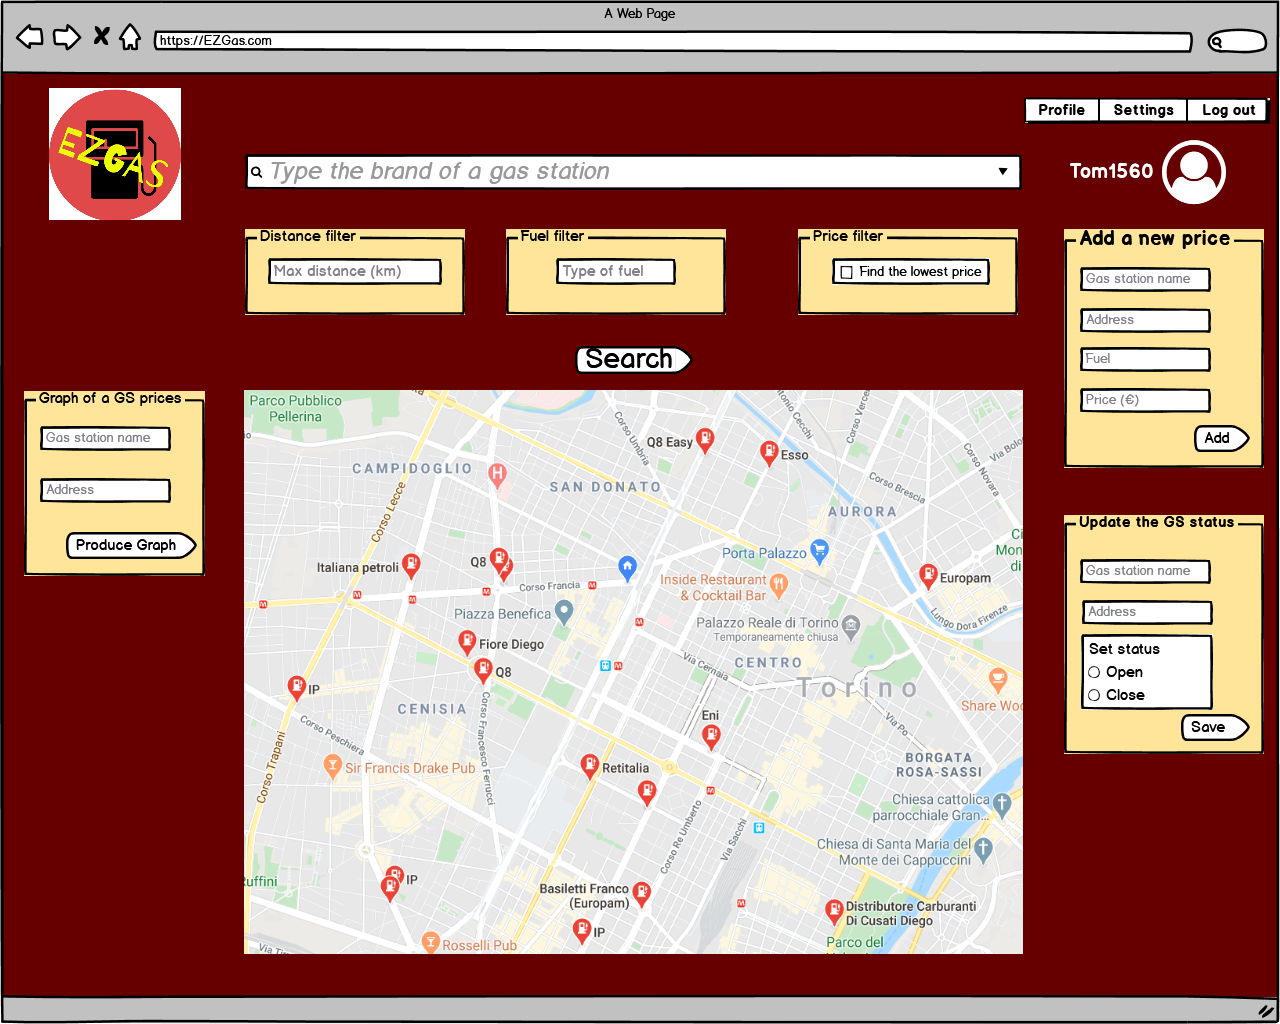 A Web Page
https://EZGas.com
EZGAS
Profile
Settings
Log out
Type the brand of a gas station
Tom1560
Distance filter
Max distance (km)
Fuel filter
Type of fuel
Price filter
Find the lowest price
Add a new price
Gas station name
Address
Fuel
Price (€)
Add
Search
Graph of a GS prices
Gas station name
Address
Produce Graph
Update the GS status
Gas station name
Address
Set status
Open
Close
Save
Parco Pubblico
Pellerina
CAMPIDOGLIO
H
Corso Lecce
Corso Umbria
Q8 Easy
Esso
SAN DONATO
Corso Brescia
Corso Novara
AURORA
Porta Palazzo
Italiana petroli
Q8
Corso Francia
Inside Restaurant
& Cocktail Bar
Europam
Piazza Benefica
Palazzo Reale di Torino
Temporaneamente chiusa
Lungo Dora Firenze
Fiore Diego
Via Cernaia
CENTRO
Q8
Torino
IP
CENISIA
Corso Francesco Ferrucci
Eni
Via Po
Corso Peschiera
Corso Trapani
Sir Francis Drake Pub
Retitalia
BORGATA
ROSA-SASSI
Chiesa cattolica
parrocchiale Gran...
Corso Re Umberto
Via Sacchi
Chiesa di Santa Maria del
Monte dei Cappuccini
IP
Basiletti Franco
(Europam)
Distributore Carburanti
Di Cusati Diego
IP
Rosselli Pub
Parco del